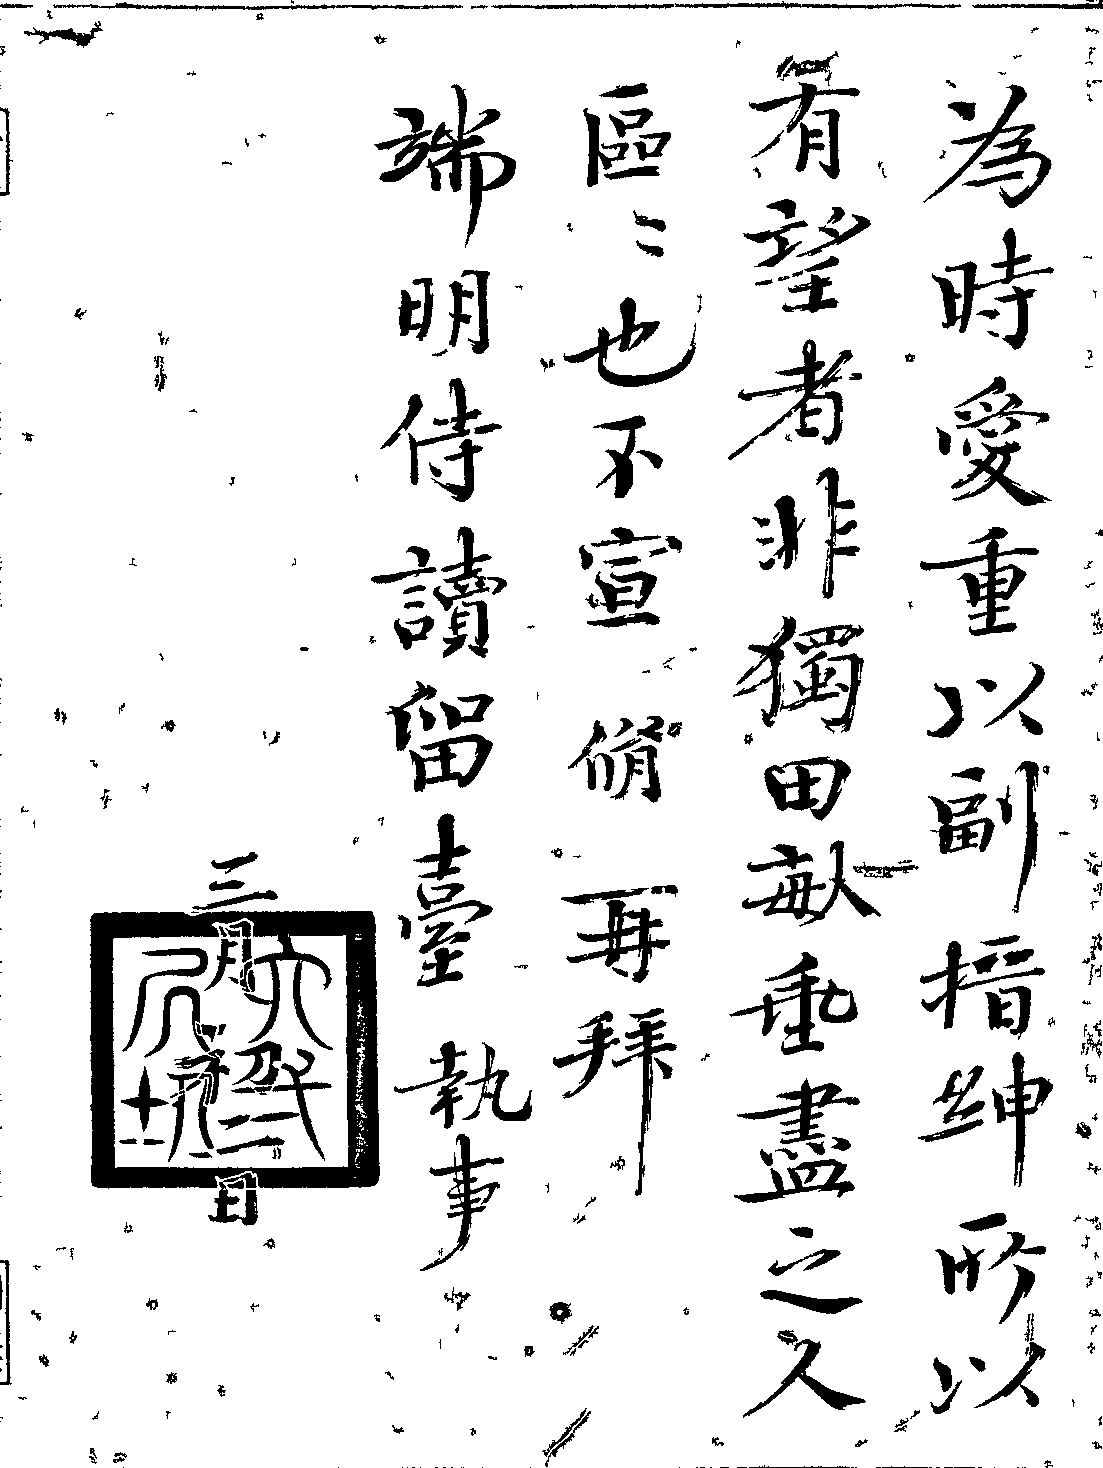 為時愛重以副搢紳所以
有望者非獨田畝垂盡之人
區〻也不宣 脩 再拜
端明侍讀留臺 執事
三月初二日